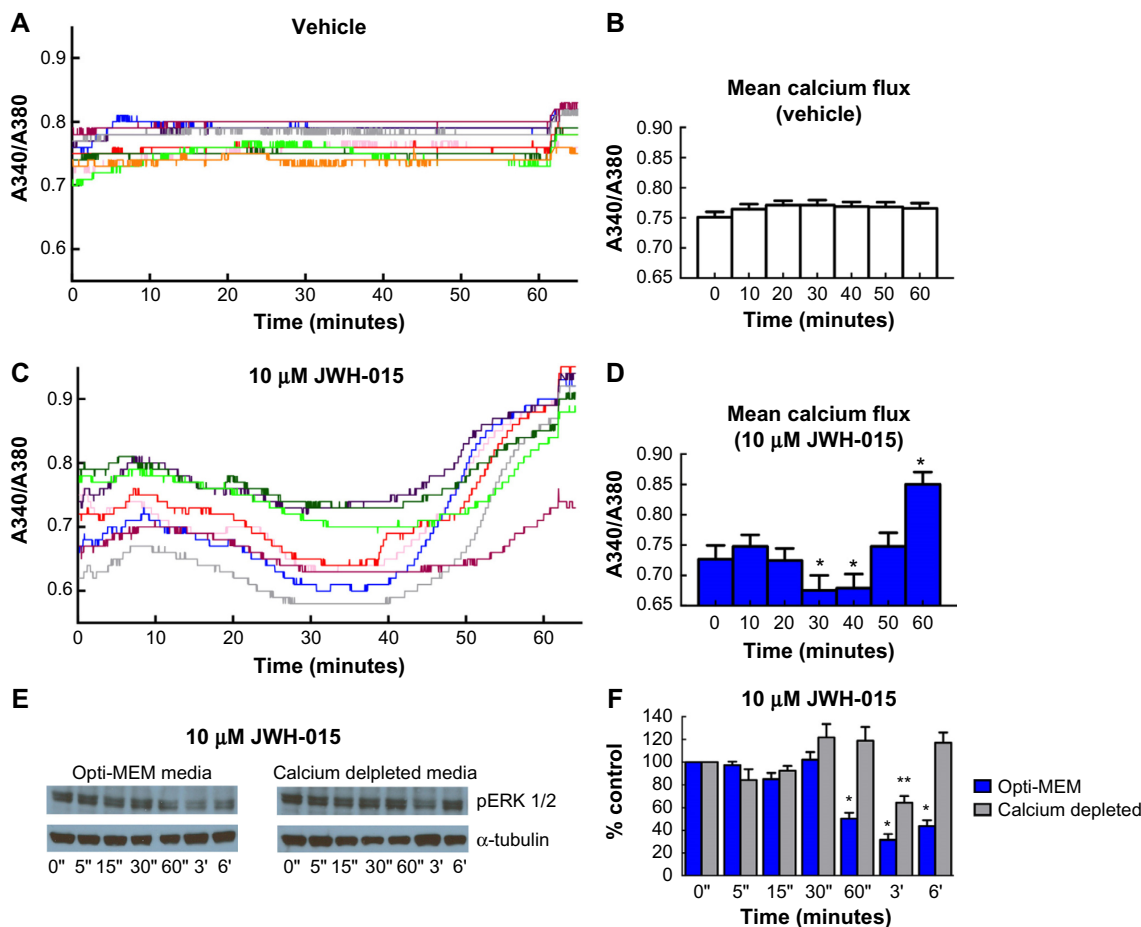 A
Vehicle
A340/A380
0.9
0.8
0.7
0.6
0 10 20 30 40 50 60
Time (minutes)
B
Mean calcium flux
(vehicle)
A340/A380
0.90
0.85
0.80
0.75
0.70
0.65
0 10 20 30 40 50 60
Time (minutes)
C
10 μM JWH-015
A340/A380
0.9
0.8
0.7
0.6
0 10 20 30 40 50 60
Time (minutes)
D
Mean calcium flux
(10 μM JWH-015)
A340/A380
0.90
0.85
0.80
0.75
0.70
0.65
* * *
0 10 20 30 40 50 60
Time (minutes)
E
10 μM JWH-015
Opti-MEM media
Calcium delpleted media
pERK 1/2
α-tubulin
0" 5" 15" 30" 60" 3' 6'
0" 5" 15" 30" 60" 3' 6'
F
10 μM JWH-015
% control
140
120
100
80
60
40
20
0
* * ** *
0" 5" 15" 30" 60" 3' 6'
Time (minutes)
Opti-MEM
Calcium depleted